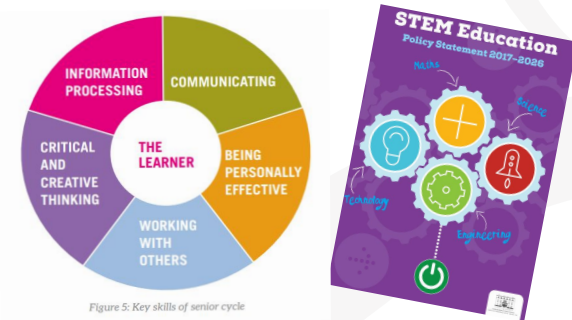 INFORMATION
PROCESSING
COMMUNICATING
CRITICAL
AND
CREATIVE
THINKING
THE
LEARNER
BEING
PERSONALLY
EFFECTIVE
WORKING
WITH
OTHERS
Figure 5: Key skills of senior cycle
STEM Education
Policy Statement 2017–2026
Maths
Science
Technology
Engineering